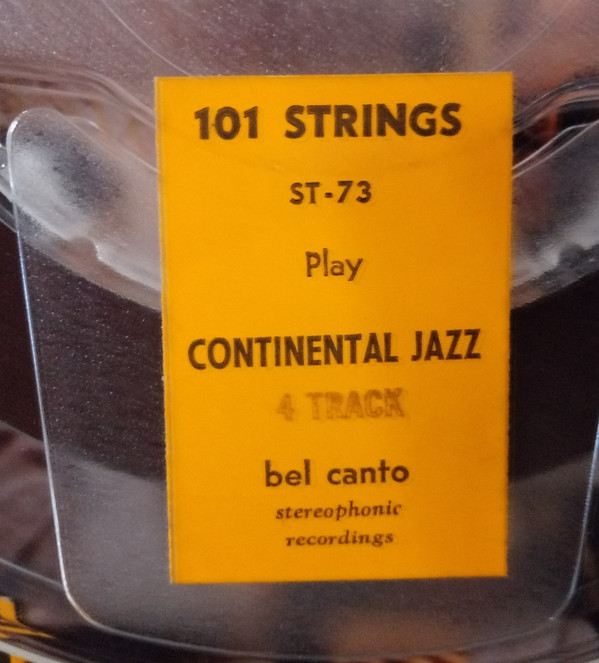 101 STRINGS
ST-73
Play
CONTINENTAL JAZZ
4 TRACK
bel canto
stereophonic
recordings